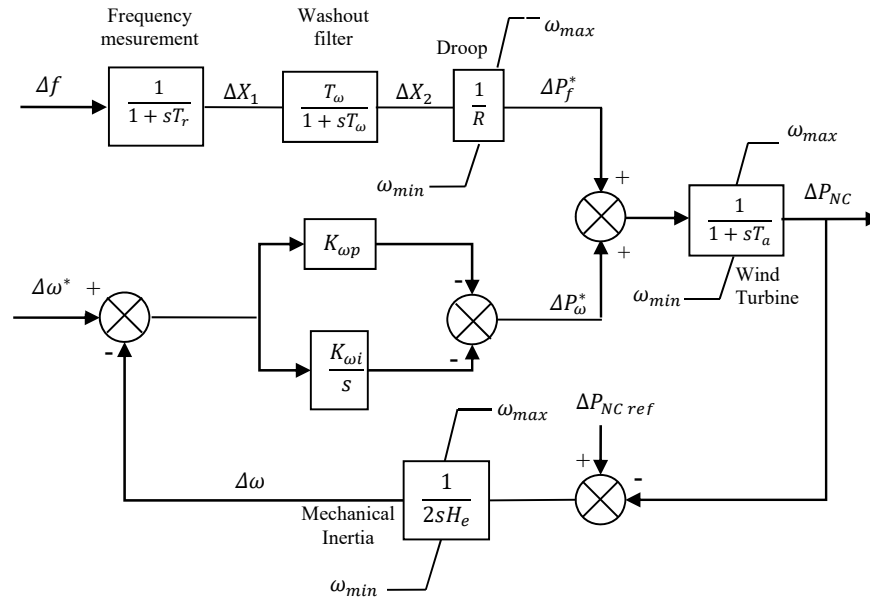 Frequency
mesurement
Washout
filter
Droop
ω_max
Δf
1
1 + sT_r
ΔX_1
T_ω
1 + sT_ω
ΔX_2
1
R
ΔP_f^*
ω_min
+
ω_max
K_ωp
-
+
1
1 + sT_a
ΔP_NC
Δω*
+
-
ΔP_ω^*
ω_min
Wind
Turbine
K_ωi
s
-
ω_max
ΔP_NC ref
+
-
Δω
1
2sH_e
Mechanical
Inertia
ω_min